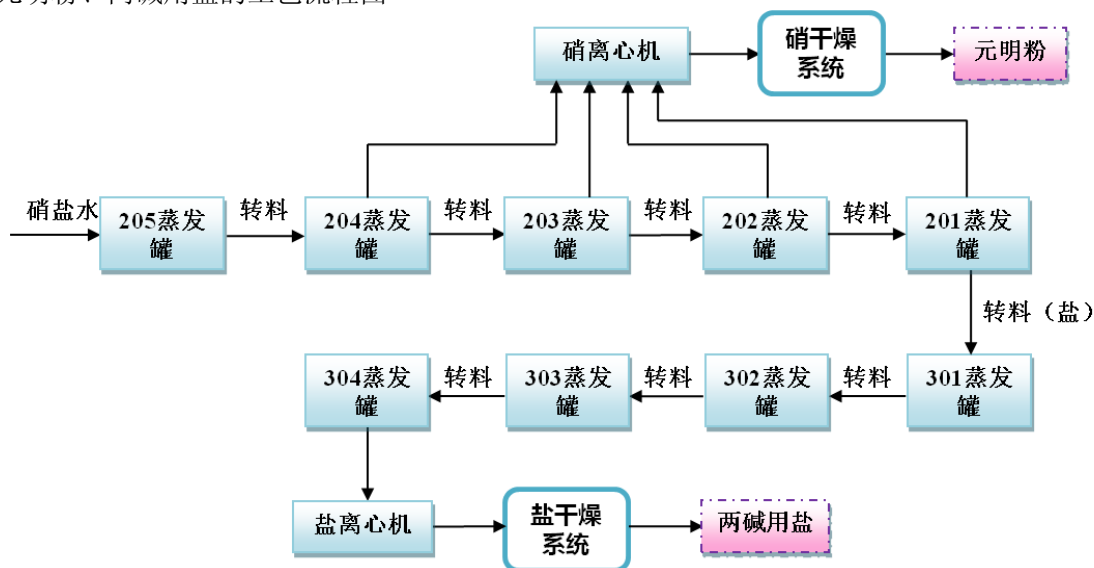 硝离心机
硝干燥
系统
元明粉
硝盐水
205蒸发
罐
转料
204蒸发
罐
转料
203蒸发
罐
转料
202蒸发
罐
转料
201蒸发
罐
转料（盐）
304蒸发
罐
转料
303蒸发
罐
转料
302蒸发
罐
转料
301蒸发
罐
盐离心机
盐干燥
系统
两碱用盐